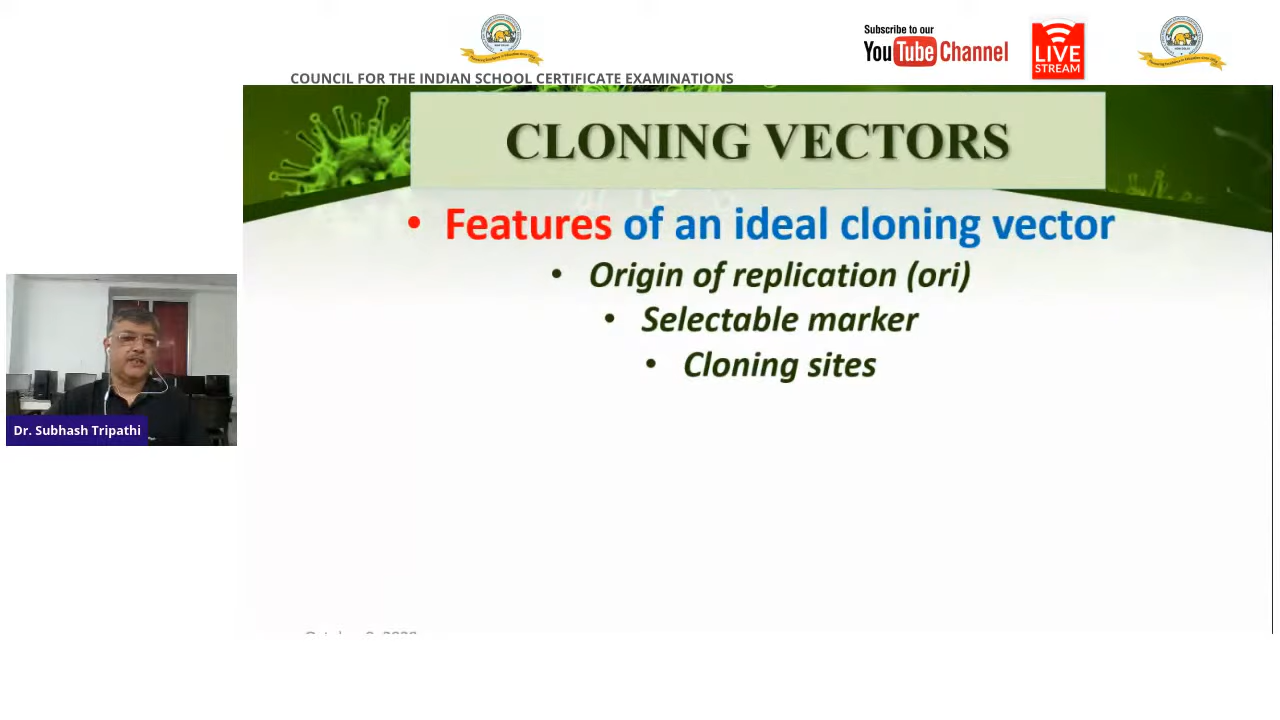 Subscribe to our
YouTube Channel
LIVE
STREAM
COUNCIL FOR THE INDIAN SCHOOL CERTIFICATE EXAMINATIONS
CLONING VECTORS
• Features of an ideal cloning vector
• Origin of replication (ori)
• Selectable marker
• Cloning sites
Dr. Subhash Tripathi